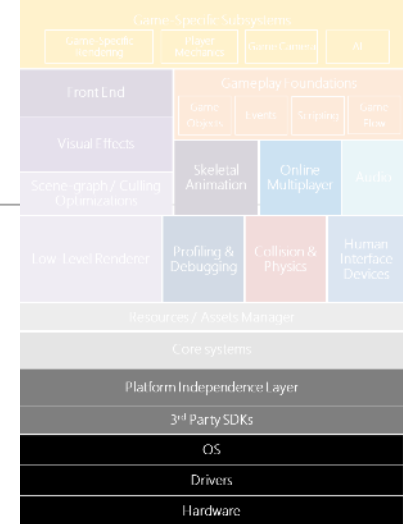 Game-Specific Subsystems
Game-Specific
Rendering
Player
Mechanics
Game Camera
AI
Front End
Gameplay Foundations
Game
Objects
Events
Scripting
Game
Flow
Visual Effects
Skeletal
Animation
Online
Multiplayer
Audio
Scene-graph / Culling
Optimizations
Low-Level Renderer
Profiling &
Debugging
Collision &
Physics
Human
Interface
Devices
Resources / Assets Manager
Core systems
Platform Independence Layer
3rd Party SDKs
OS
Drivers
Hardware